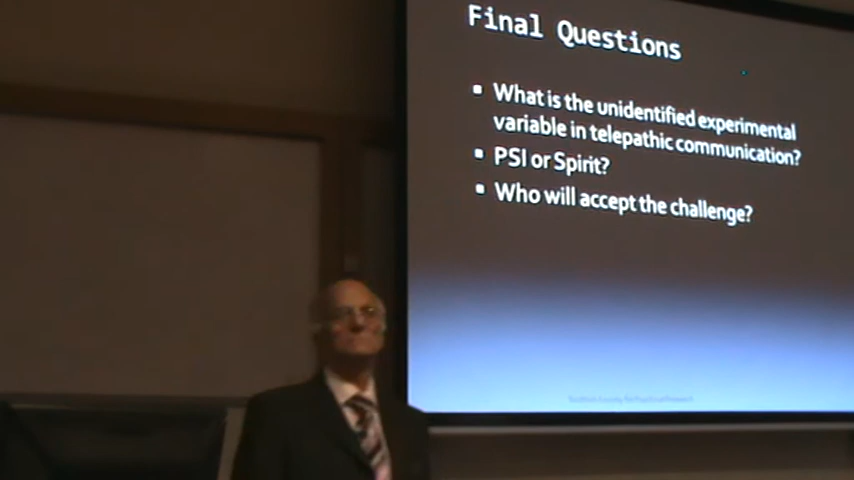 Final Questions
What is the unidentified experimental
variable in telepathic communication?
PSI or Spirit?
Who will accept the challenge?